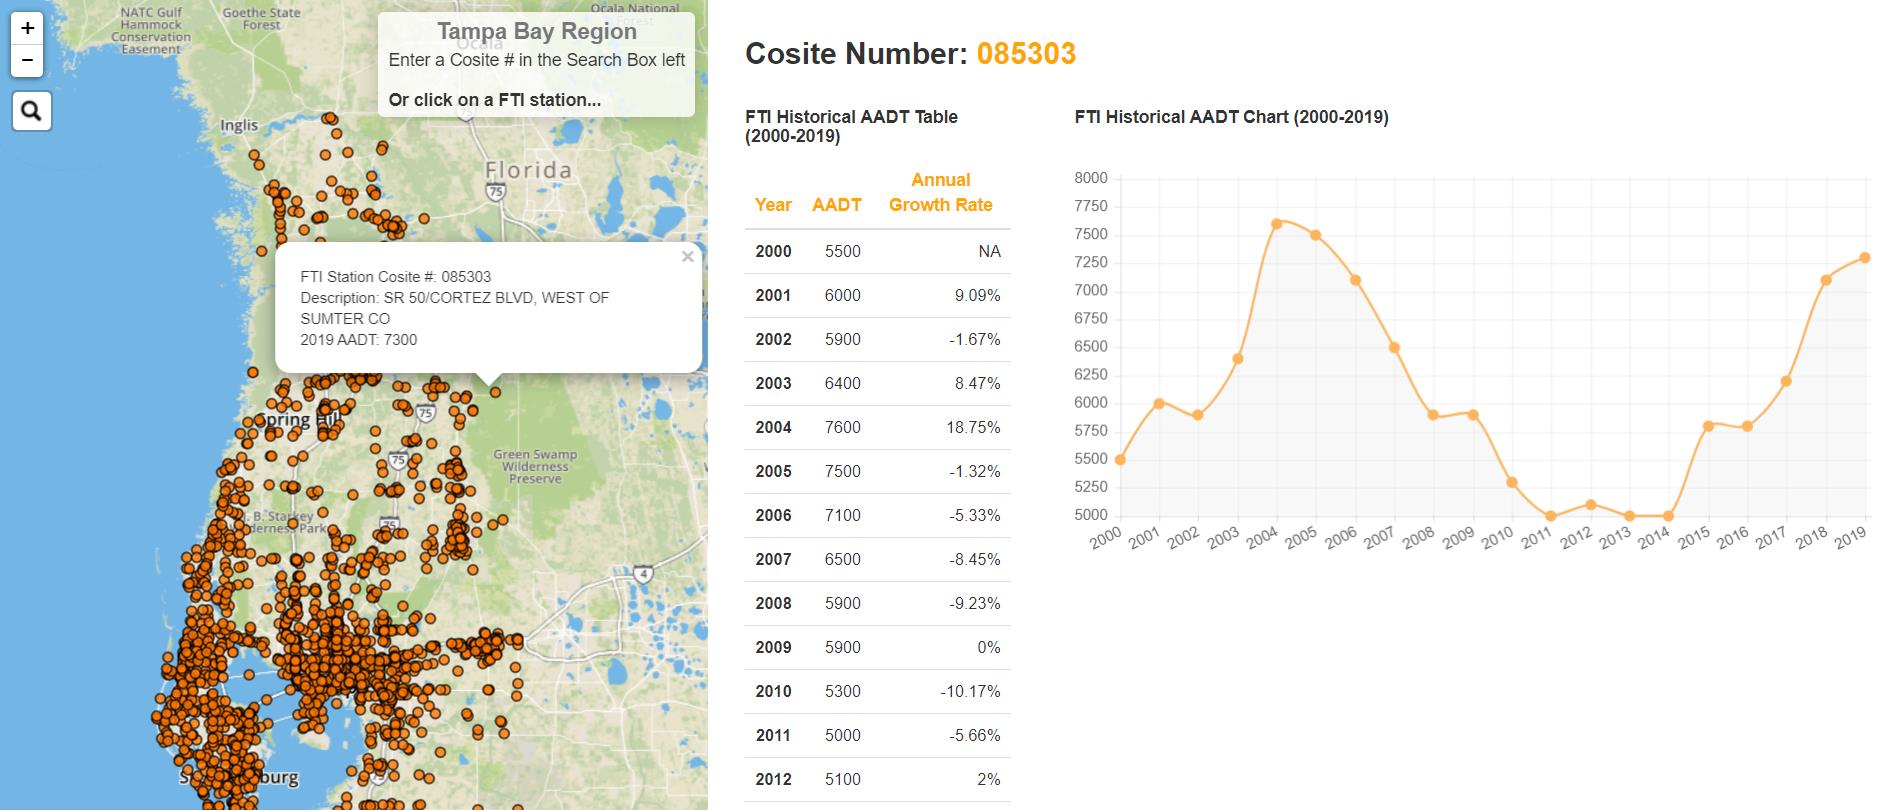 +
−
NATC Gulf
Hammock
Conservation
Easement
Goethe State
Forest
Ocala National
Forest
Tampa Bay Region
Ocala
Enter a Cosite # in the Search Box left
Or click on a FTI station...
Inglis
Florida
75
×
FTI Station Cosite #: 085303
Description: SR 50/CORTEZ BLVD, WEST OF
SUMTER CO
2019 AADT: 7300
75
Spring Hill
75
Green Swamp
Wilderness
Preserve
75
B. Starkey
derness Park
4
75
S burg
Cosite Number: 085303
FTI Historical AADT Table
(2000-2019)
Year AADT Annual
Growth Rate
2000 5500 NA
2001 6000 9.09%
2002 5900 -1.67%
2003 6400 8.47%
2004 7600 18.75%
2005 7500 -1.32%
2006 7100 -5.33%
2007 6500 -8.45%
2008 5900 -9.23%
2009 5900 0%
2010 5300 -10.17%
2011 5000 -5.66%
2012 5100 2%
FTI Historical AADT Chart (2000-2019)
8000
7750
7500
7250
7000
6750
6500
6250
6000
5750
5500
5250
5000
2000 2001 2002 2003 2004 2005 2006 2007 2008 2009 2010 2011 2012 2013 2014 2015 2016 2017 2018 2019